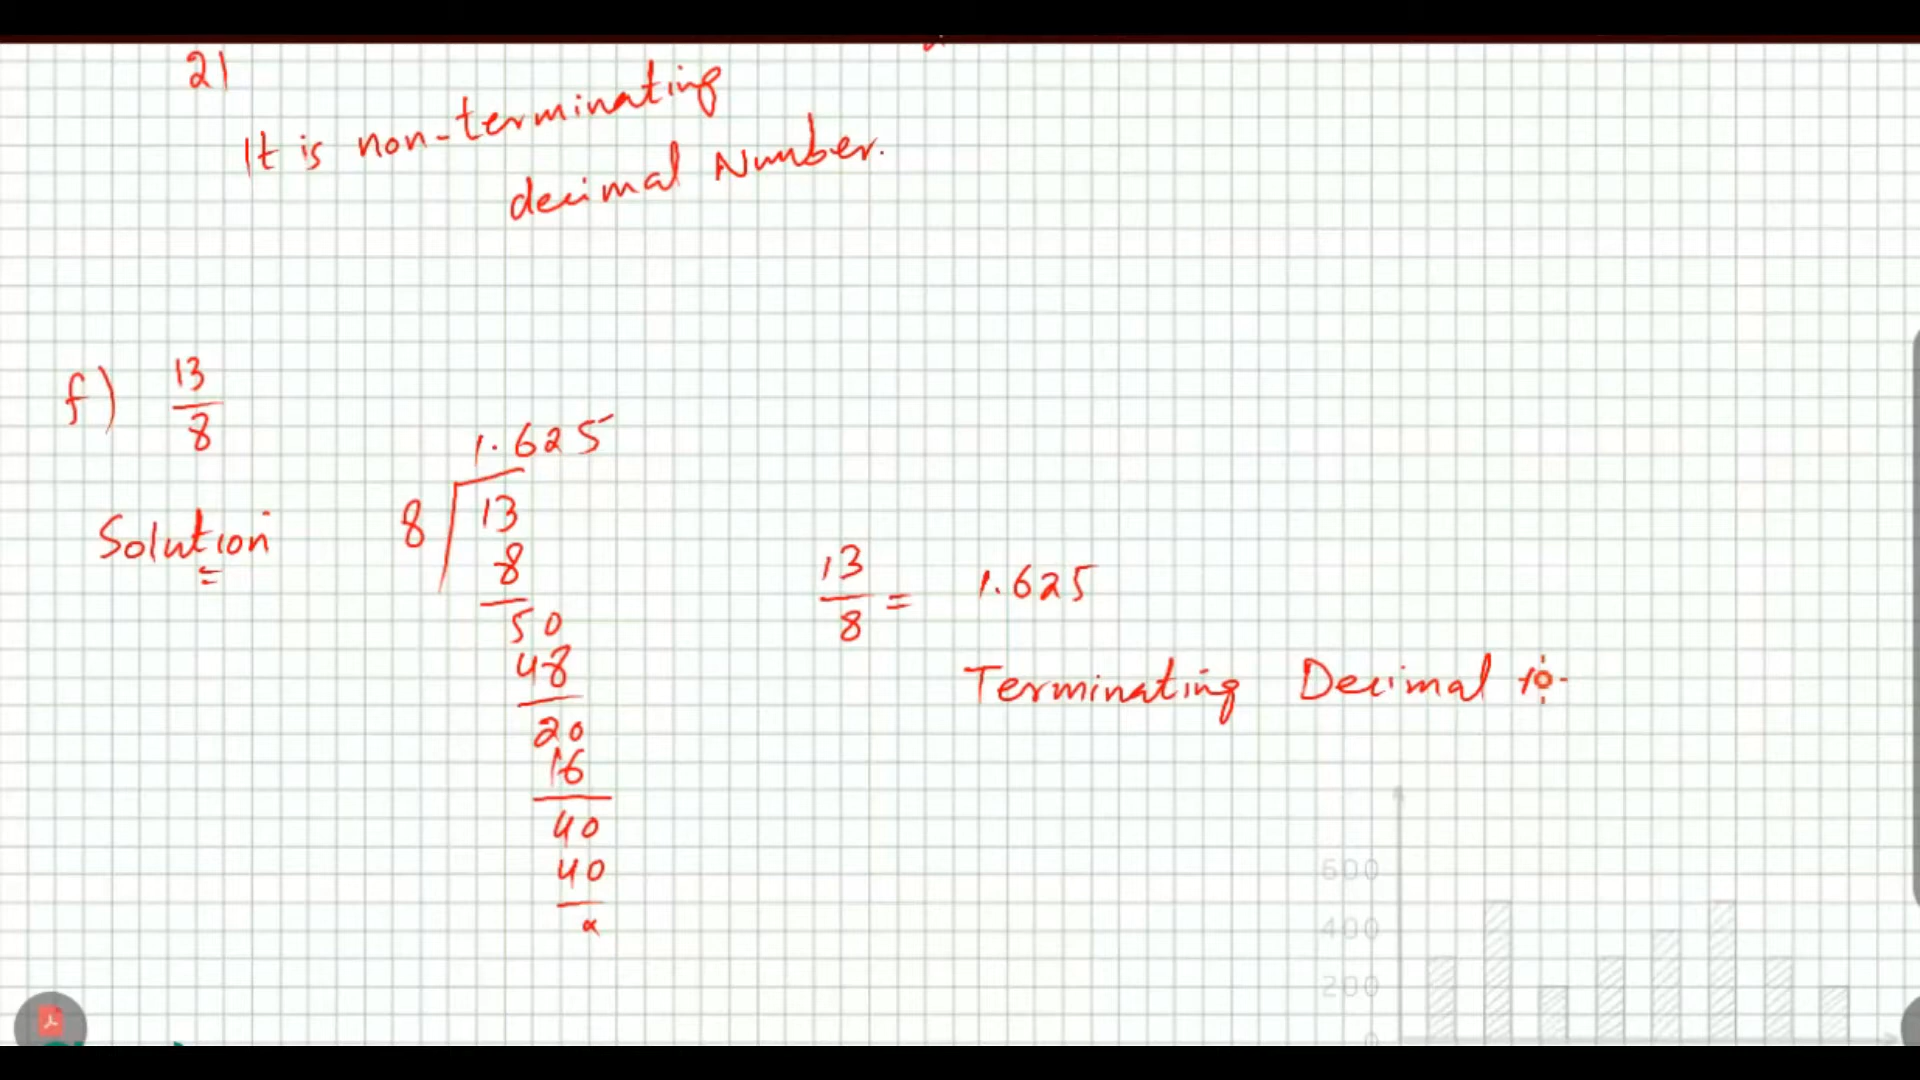 21
It is non-terminating
decimal Number.
f) 13
8
1.625
Solution
8 13
8
50
48
20
16
40
40
13
8 = 1.625
Terminating Decimal
600
400
200
0